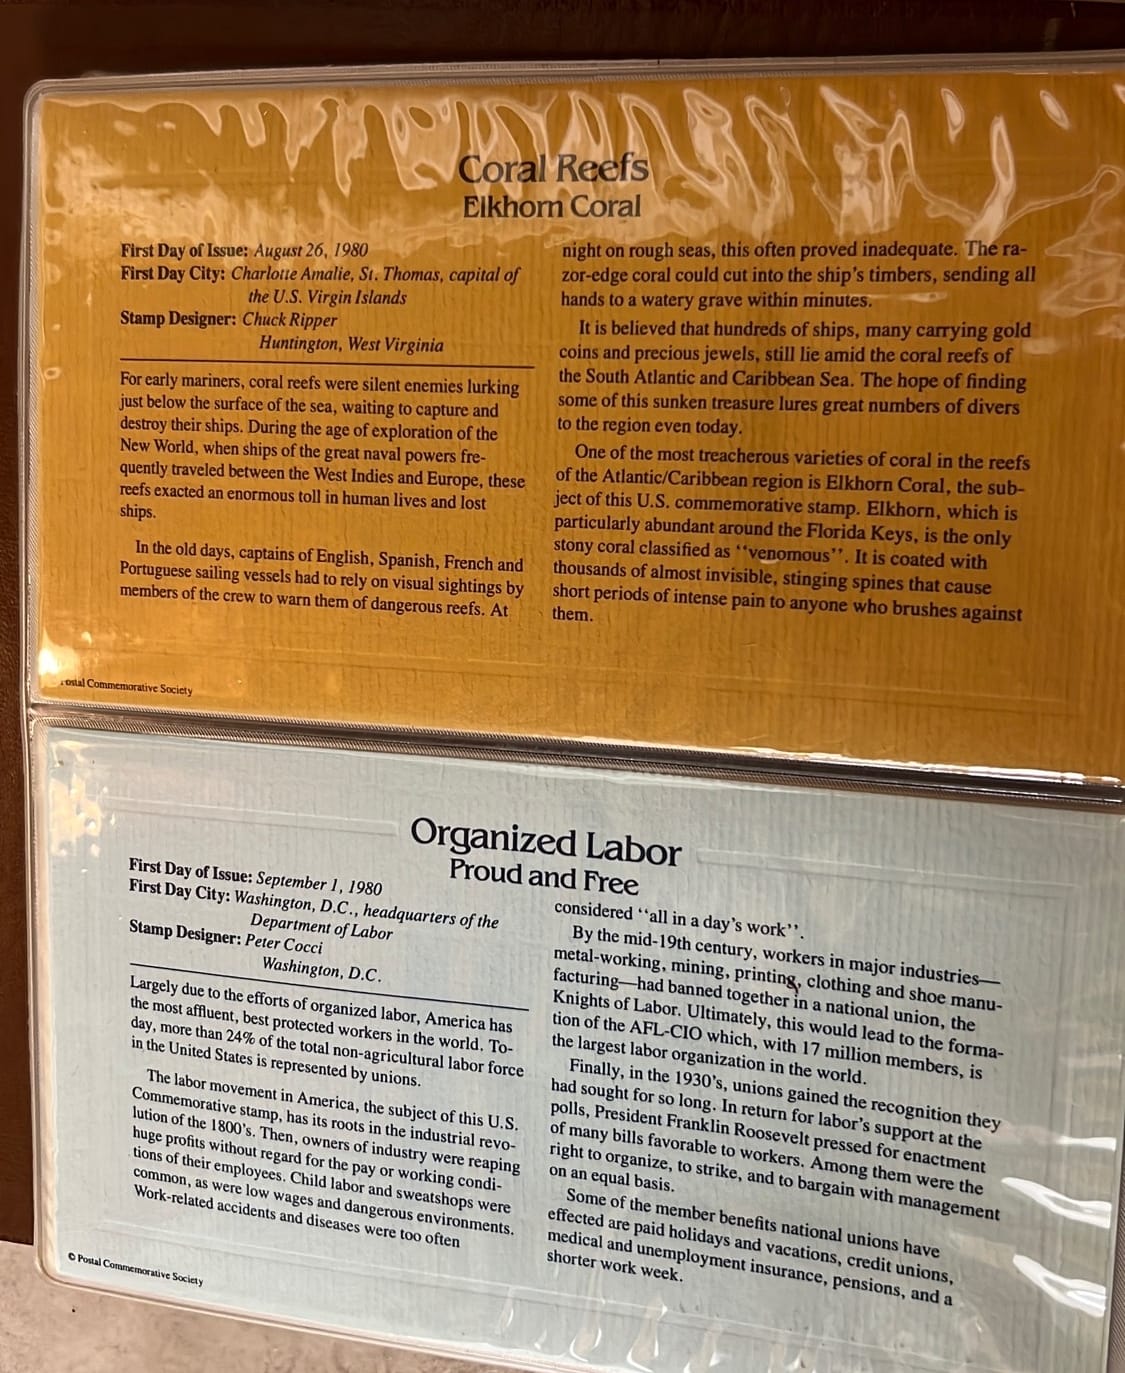 Coral Reefs
Elkhorn Coral
First Day of Issue: August 26, 1980
First Day City: Charlotte Amalie, St. Thomas, capital of
the U.S. Virgin Islands
Stamp Designer: Chuck Ripper
Huntington, West Virginia
For early mariners, coral reefs were silent enemies lurking
just below the surface of the sea, waiting to capture and
destroy their ships. During the age of exploration of the
New World, when ships of the great naval powers fre-
quently traveled between the West Indies and Europe, these
reefs exacted an enormous toll in human lives and lost
ships.
In the old days, captains of English, Spanish, French and
Portuguese sailing vessels had to rely on visual sightings by
members of the crew to warn them of dangerous reefs. At
night on rough seas, this often proved inadequate. The ra-
zor-edge coral could cut into the ship's timbers, sending all
hands to a watery grave within minutes.
It is believed that hundreds of ships, many carrying gold
coins and precious jewels, still lie amid the coral reefs of
the South Atlantic and Caribbean Sea. The hope of finding
some of this sunken treasure lures great numbers of divers
to the region even today.
One of the most treacherous varieties of coral in the reefs
of the Atlantic/Caribbean region is Elkhorn Coral, the sub-
ject of this U.S. commemorative stamp. Elkhorn, which is
particularly abundant around the Florida Keys, is the only
stony coral classified as ‘‘venomous’’. It is coated with
thousands of almost invisible, stinging spines that cause
short periods of intense pain to anyone who brushes against
them.
Postal Commemorative Society
Organized Labor
Proud and Free
First Day of Issue: September 1, 1980
First Day City: Washington, D.C., headquarters of the
Department of Labor
Stamp Designer: Peter Cocci
Washington, D.C.
Largely due to the efforts of organized labor, America has
the most affluent, best protected workers in the world. To-
day, more than 24% of the total non-agricultural labor force
in the United States is represented by unions.
The labor movement in America, the subject of this U.S.
Commemorative stamp, has its roots in the industrial revo-
lution of the 1800's. Then, owners of industry were reaping
huge profits without regard for the pay or working condi-
tions of their employees. Child labor and sweatshops were
common, as were low wages and dangerous environments.
Work-related accidents and diseases were too often
considered ‘‘all in a day's work’’.
By the mid-19th century, workers in major industries—
metal-working, mining, printing, clothing and shoe manu-
facturing—had banned together in a national union, the
Knights of Labor. Ultimately, this would lead to the forma-
tion of the AFL-CIO which, with 17 million members, is
the largest labor organization in the world.
Finally, in the 1930's, unions gained the recognition they
had sought for so long. In return for labor's support at the
polls, President Franklin Roosevelt pressed for enactment
of many bills favorable to workers. Among them were the
right to organize, to strike, and to bargain with management
on an equal basis.
Some of the member benefits national unions have
effected are paid holidays and vacations, credit unions,
medical and unemployment insurance, pensions, and a
shorter work week.
© Postal Commemorative Society